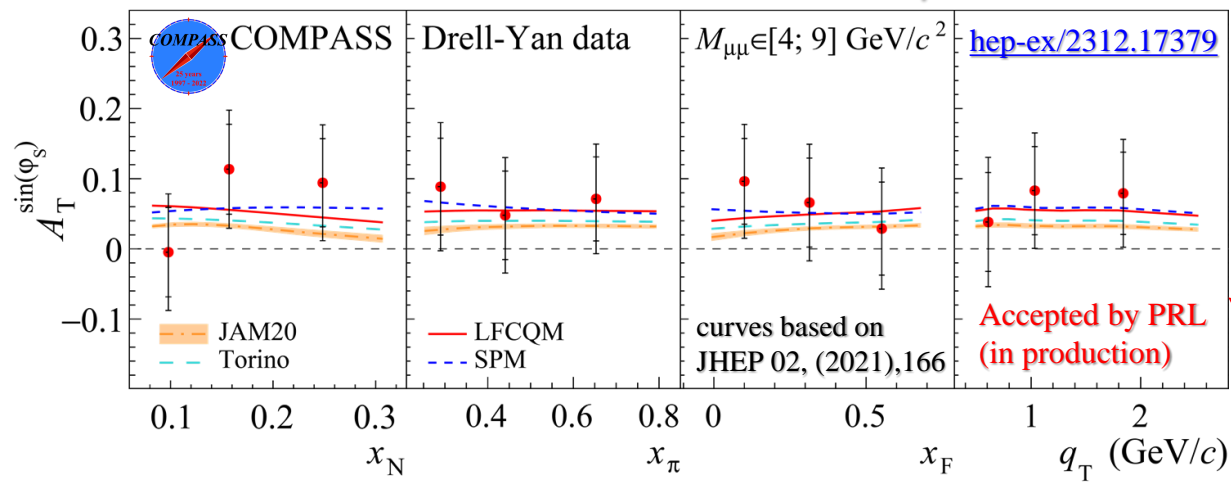 COMPASS
25 years
1997 - 2022
COMPASS
Drell-Yan data
M_μμ∈[4; 9] GeV/c²
hep-ex/2312.17379
A_T^sin(φ_S)
0.3
0.2
0.1
0
−0.1
JAM20
Torino
LFCQM
SPM
curves based on
JHEP 02, (2021),166
Accepted by PRL
(in production)
0.1 0.2 0.3
x_N
0.4 0.6 0.8
x_π
0 0.5
x_F
1 2
q_T (GeV/c)